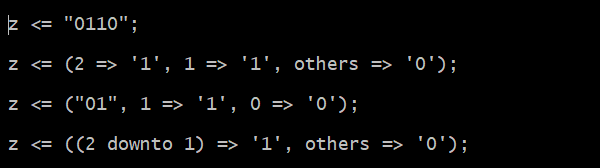 z <= "0110";
z <= (2 => '1', 1 => '1', others => '0');
z <= ("01", 1 => '1', 0 => '0');
z <= ((2 downto 1) => '1', others => '0');